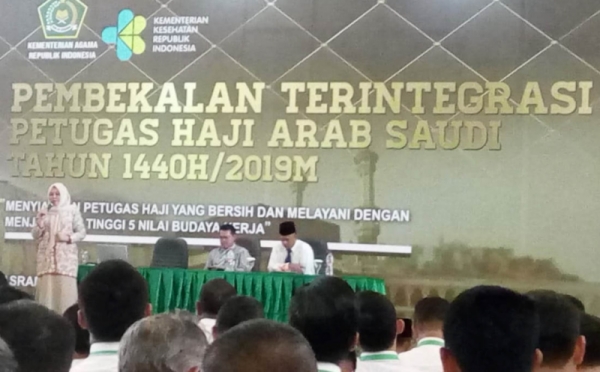 KEMENTERIAN AGAMA
REPUBLIK INDONESIA
KEMENTERIAN
KESEHATAN
REPUBLIK
INDONESIA
PEMBEKALAN TERINTEGRASI
PETUGAS HAJI ARAB SAUDI
TAHUN 1440H/2019M
PETUGAS HAJI YANG BERSIH DAN MELAYANI DENGAN
TINGGI 5 NILAI BUDAYA KERJA"